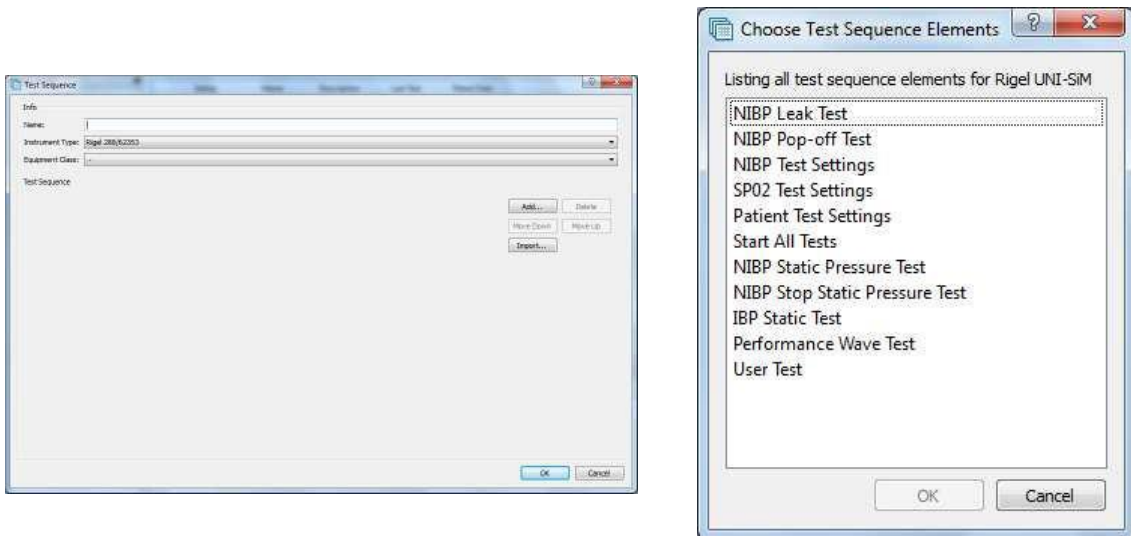 Test Sequence
Info
Name:
Instrument Type: Rigel 288/62353
Equipment Class: -
Test Sequence
Add... Delete
Move Down Move Up
Import...
OK Cancel
Choose Test Sequence Elements
Listing all test sequence elements for Rigel UNI-SiM
NIBP Leak Test
NIBP Pop-off Test
NIBP Test Settings
SP02 Test Settings
Patient Test Settings
Start All Tests
NIBP Static Pressure Test
NIBP Stop Static Pressure Test
IBP Static Test
Performance Wave Test
User Test
OK Cancel